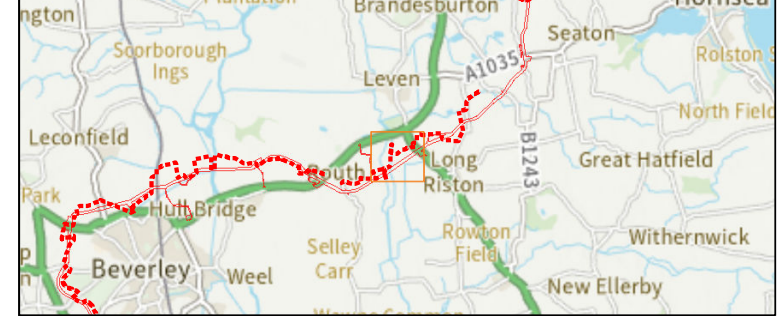 Brandesburton
Hornsea
ngton
Seaton
Scorborough
Ings
A1035
Rolston S
Leven
North Field
Leconfield
B1243
Long
Riston
Great Hatfield
Routh
Park
Hull Bridge
Rowton
Field
Withernwick
Selley
Carr
p
n
Beverley
Weel
New Ellerby